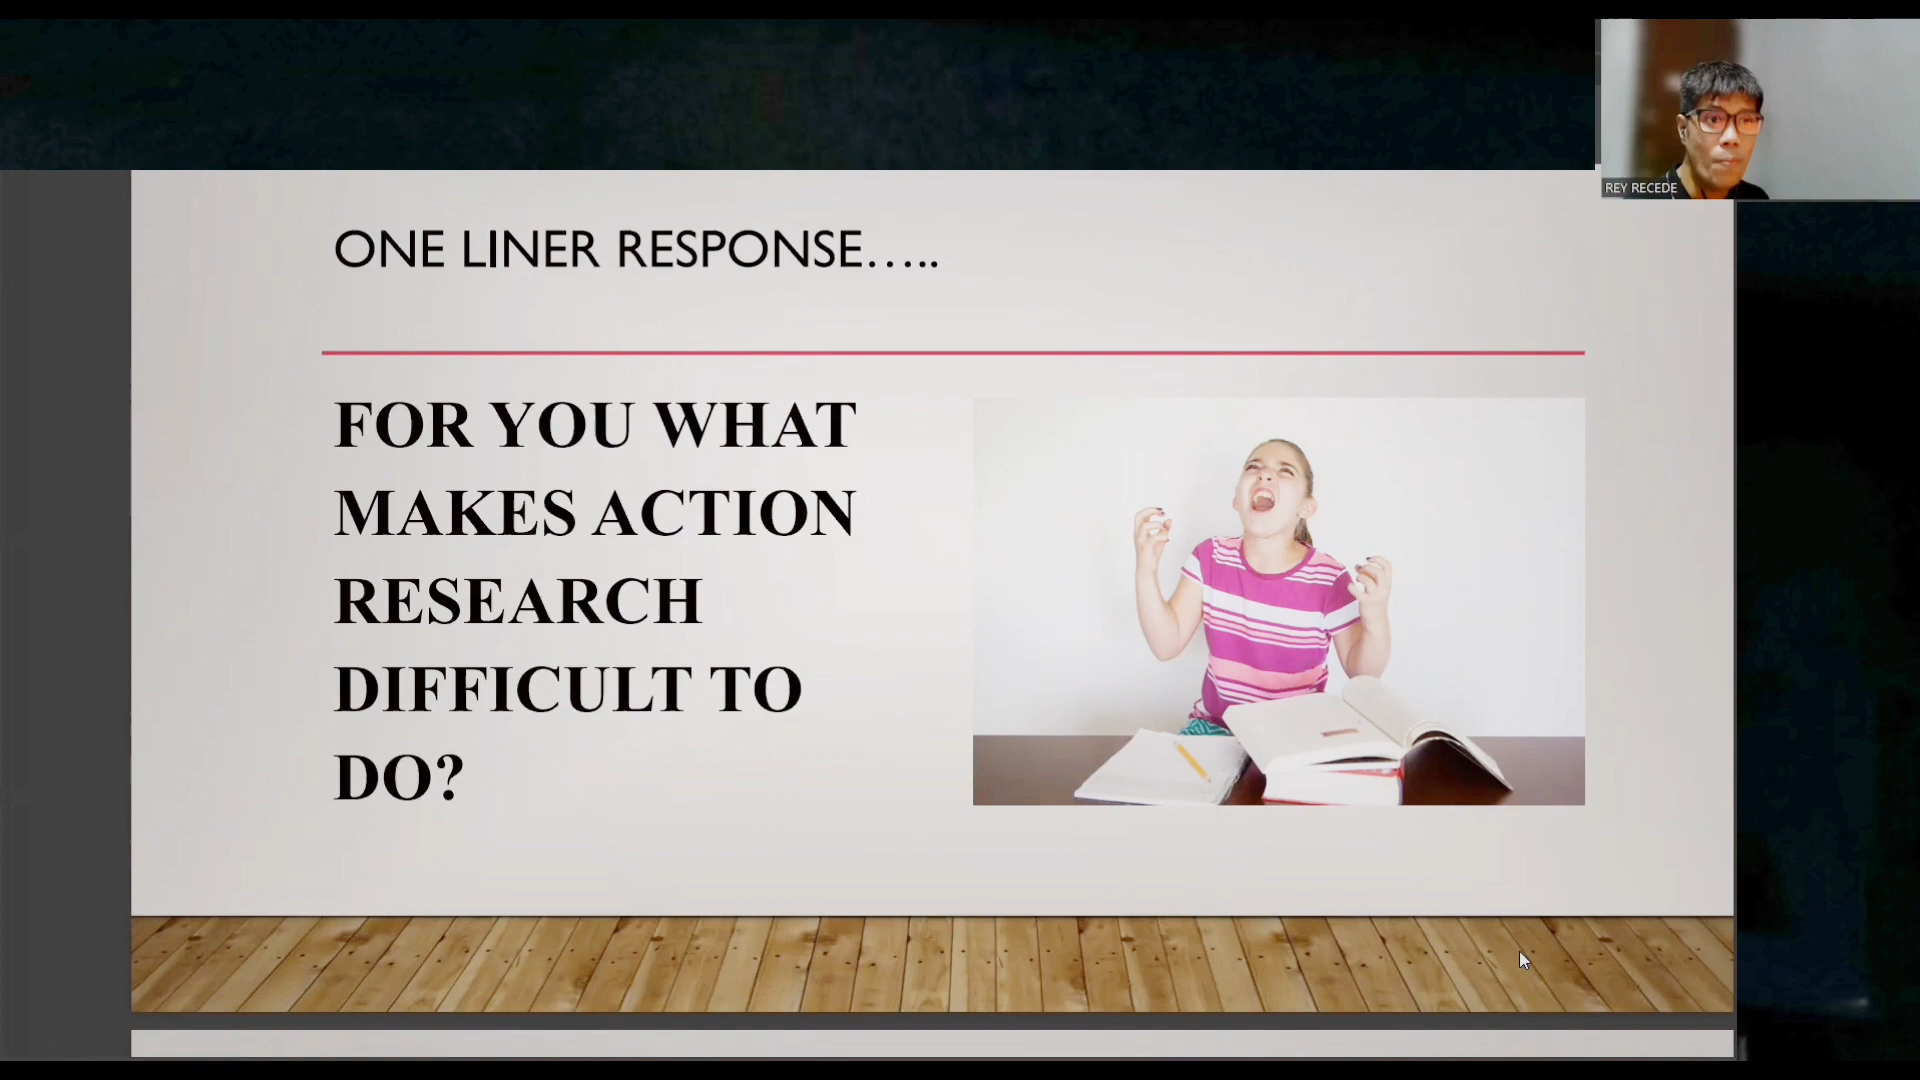 REY RECEDE
ONE LINER RESPONSE.....
FOR YOU WHAT
MAKES ACTION
RESEARCH
DIFFICULT TO
DO?